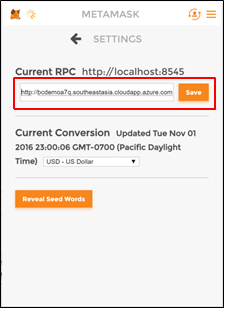 METAMASK
SETTINGS
Current RPC http://localhost:8545
http://bcdemoa7q.southeastasia.cloudapp.azure.com Save
Current Conversion Updated Tue Nov 01
2016 23:00:06 GMT-0700 (Pacific Daylight
Time) USD - US Dollar
Reveal Seed Words